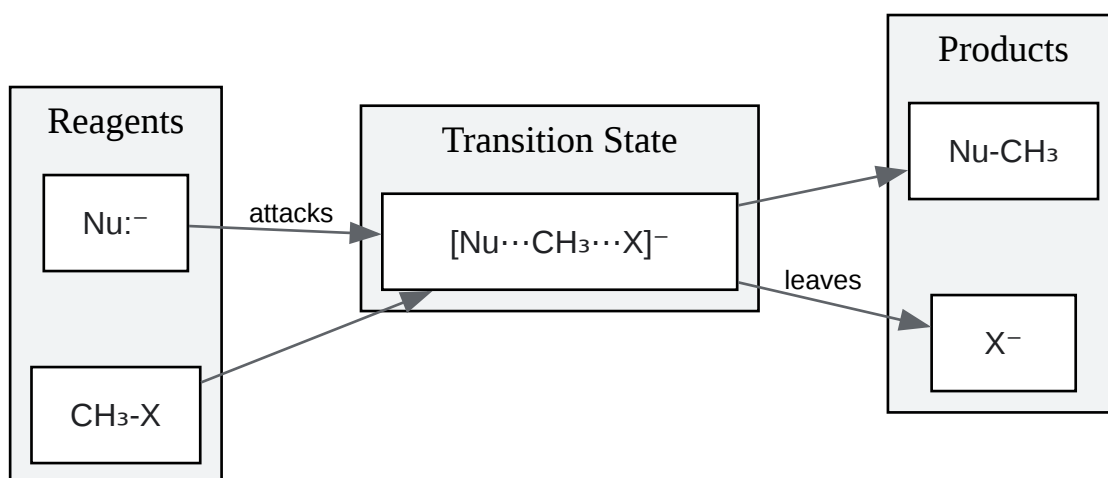 Reagents
Nu:⁻
CH₃-X
attacks
Transition State
[Nu⋯CH₃⋯X]⁻
leaves
Products
Nu-CH₃
X⁻